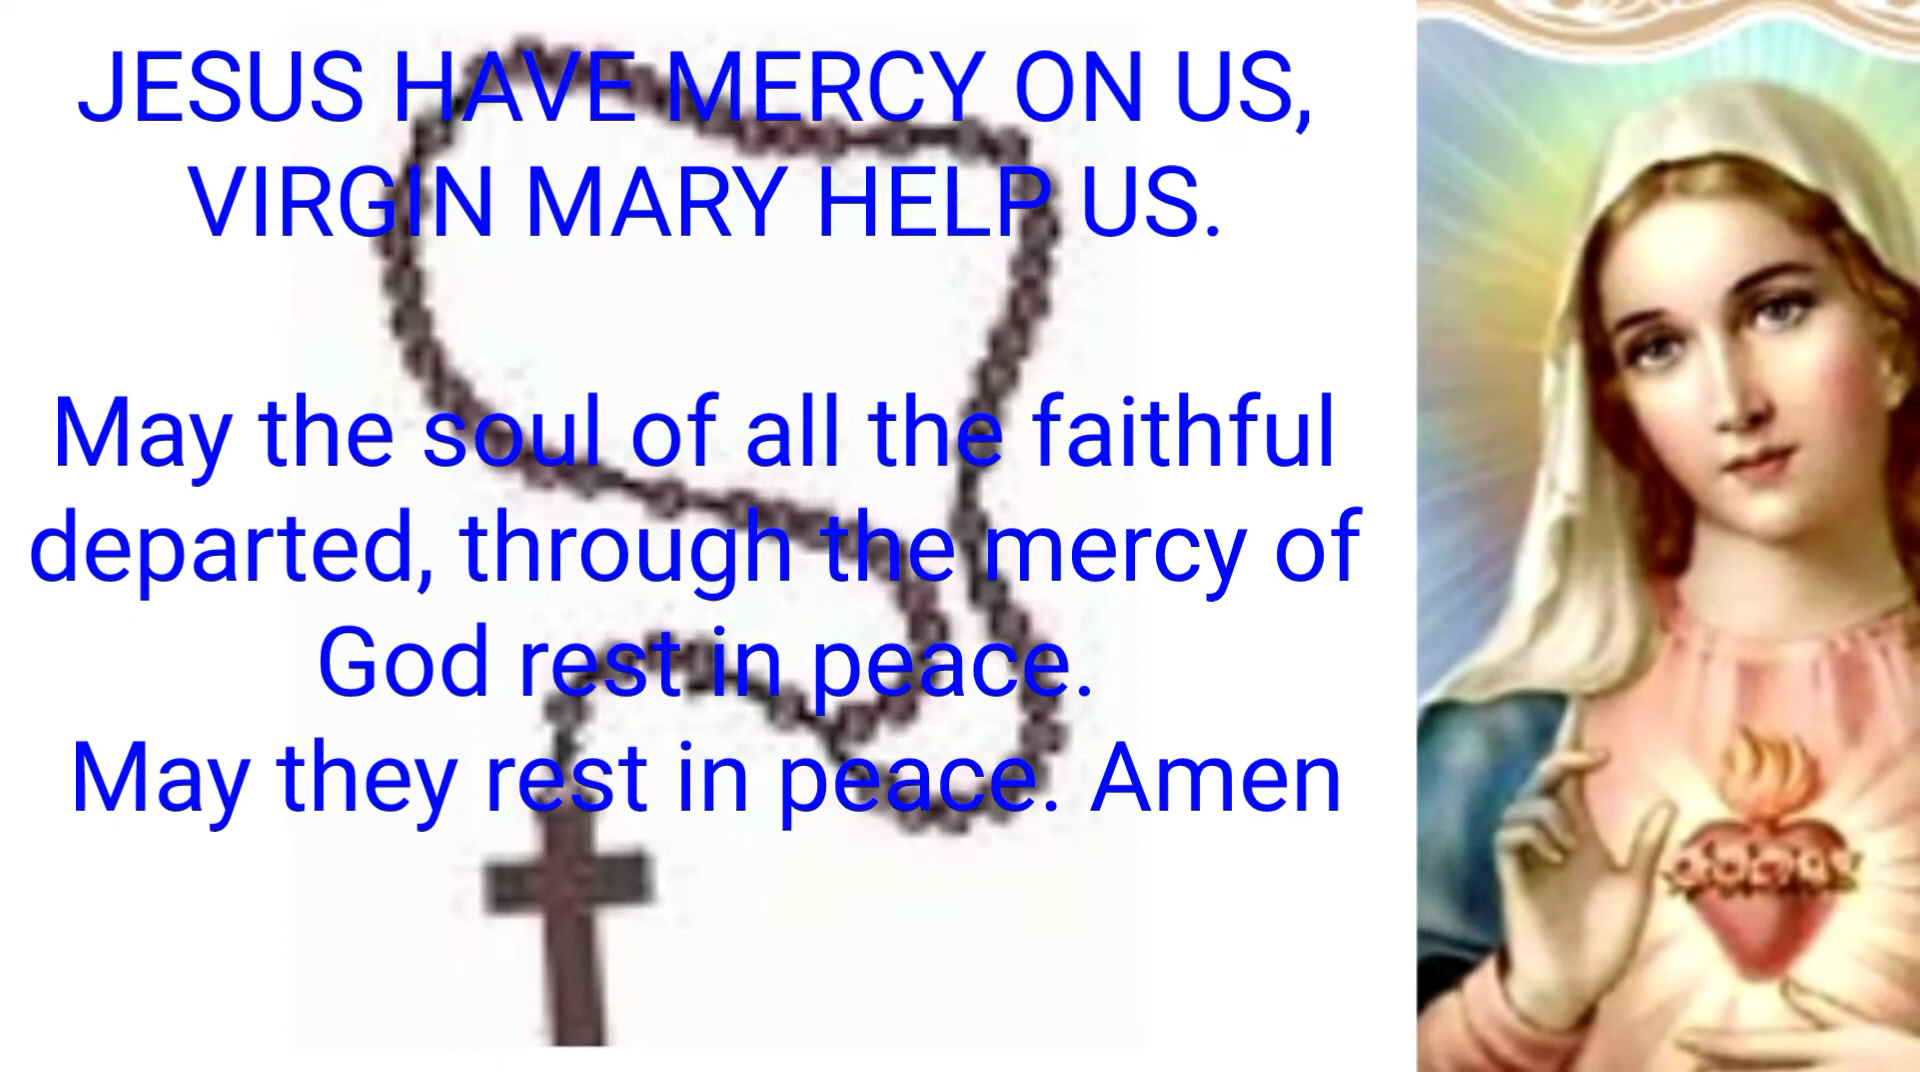 JESUS HAVE MERCY ON US,
VIRGIN MARY HELP US.
May the soul of all the faithful
departed, through the mercy of
God rest in peace.
May they rest in peace. Amen